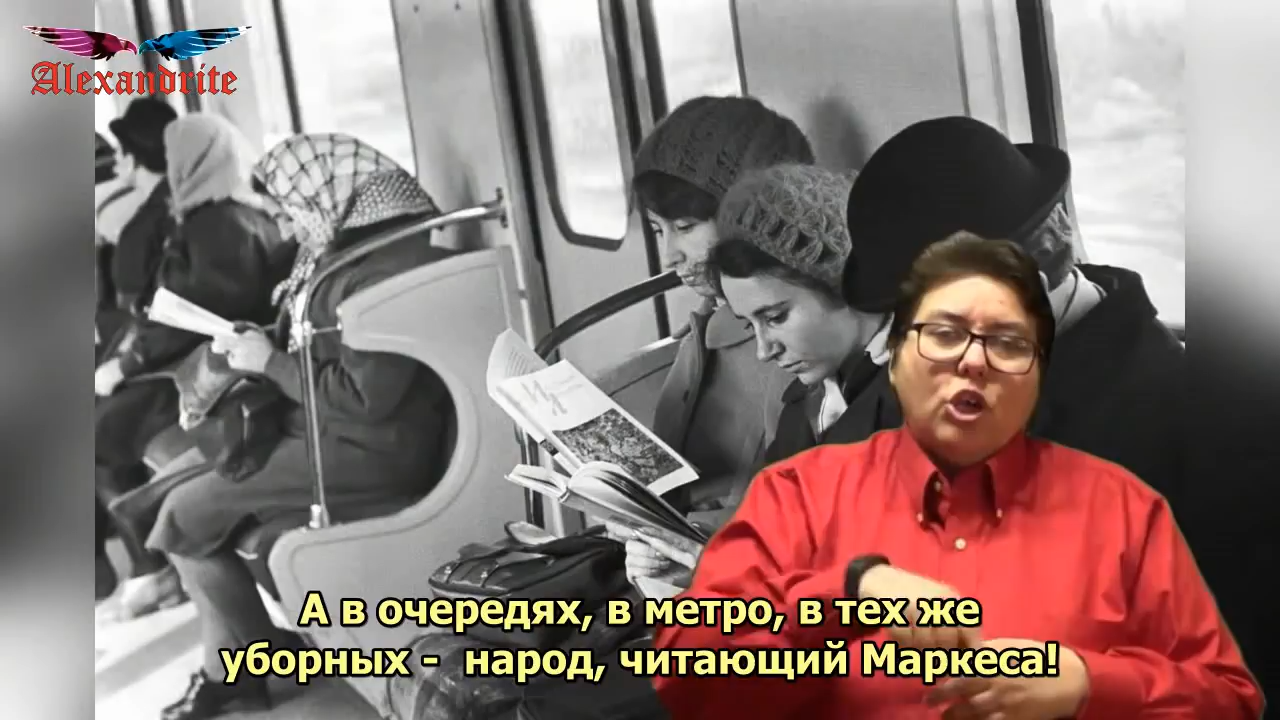 Alexandrite
А в очередях, в метро, в тех же
уборных - народ, читающий Маркеса!